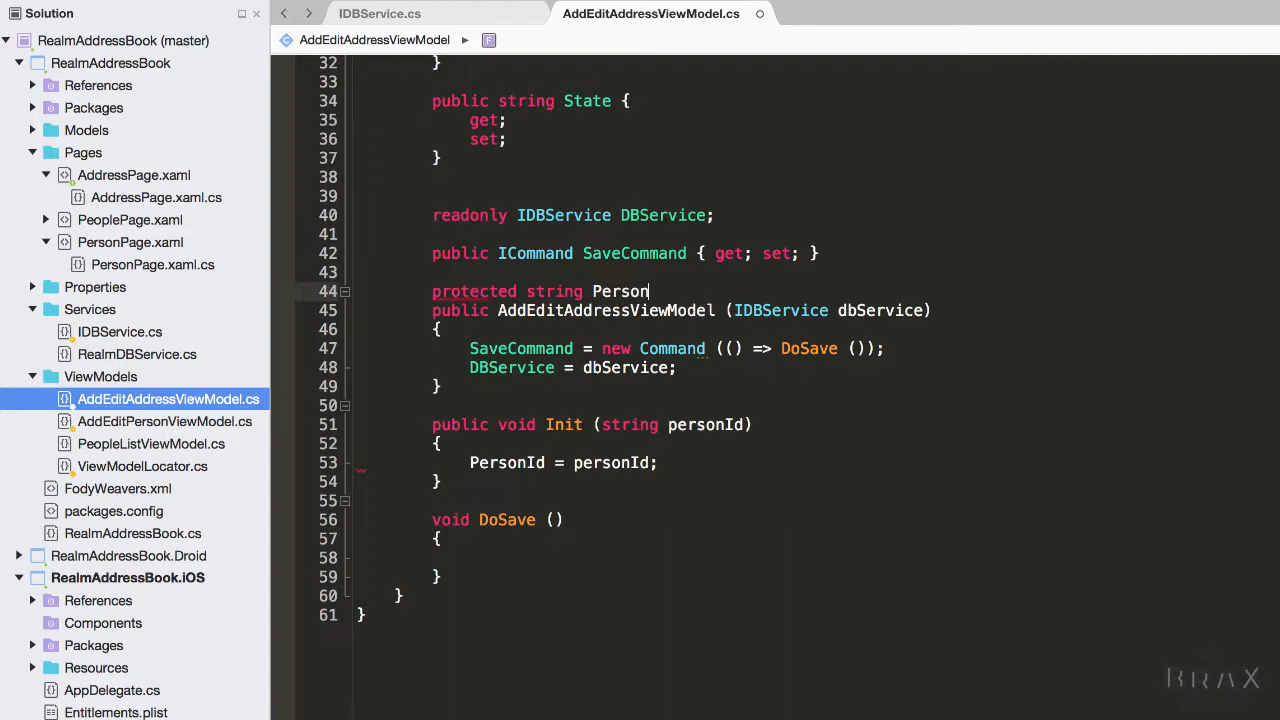 Solution
RealmAddressBook (master)
RealmAddressBook
References
Packages
Models
Pages
AddressPage.xaml
AddressPage.xaml.cs
PeoplePage.xaml
PersonPage.xaml
PersonPage.xaml.cs
Properties
Services
IDBService.cs
RealmDBService.cs
ViewModels
AddEditAddressViewModel.cs
AddEditPersonViewModel.cs
PeopleListViewModel.cs
ViewModelLocator.cs
FodyWeavers.xml
packages.config
RealmAddressBook.cs
RealmAddressBook.Droid
RealmAddressBook.iOS
References
Components
Packages
Resources
AppDelegate.cs
Entitlements.plist
IDBService.cs
AddEditAddressViewModel.cs
AddEditAddressViewModel
F
32 }
33
34 public string State {
35 get;
36 set;
37 }
38
39
40 readonly IDBService DBService;
41
42 public ICommand SaveCommand { get; set; }
43
44 protected string Person
45 public AddEditAddressViewModel (IDBService dbService)
46 {
47 SaveCommand = new Command (() => DoSave ());
48 DBService = dbService;
49 }
50
51 public void Init (string personId)
52 {
53 PersonId = personId;
54 }
55
56 void DoSave ()
57 {
58
59 }
60 }
61 }
BRAX